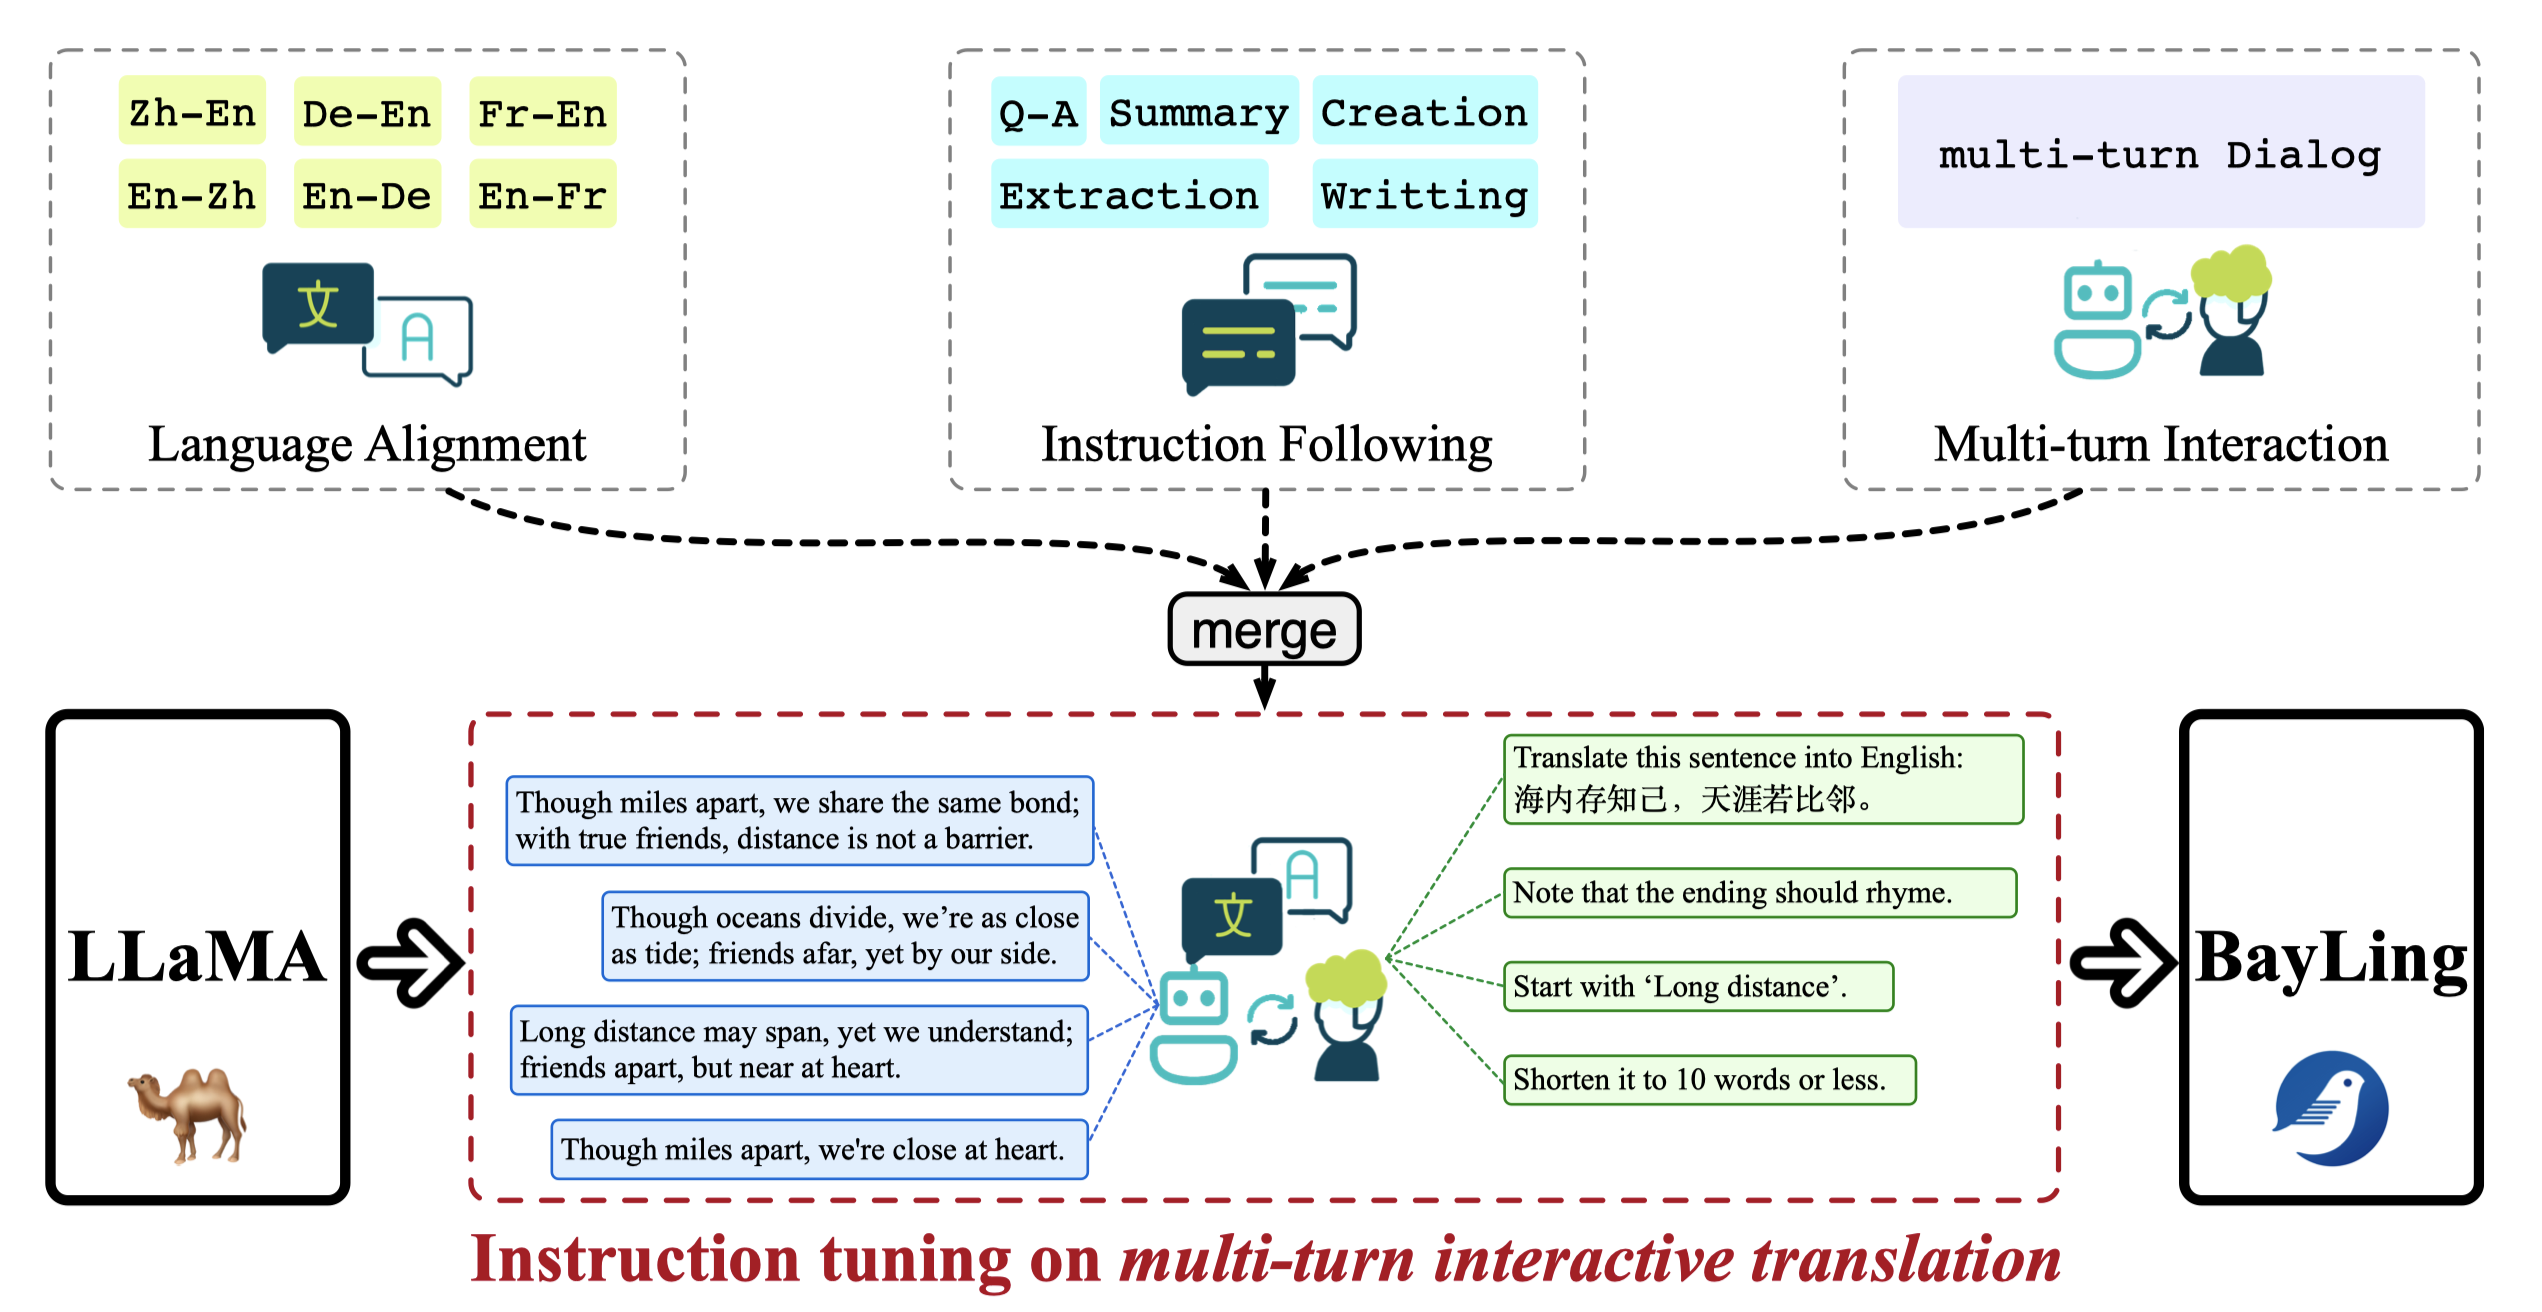 Zh-En De-En Fr-En
En-Zh En-De En-Fr
文 A
Language Alignment
Q-A Summary Creation
Extraction Writting
Instruction Following
multi-turn Dialog
Multi-turn Interaction
merge
LLaMA
Though miles apart, we share the same bond;
with true friends, distance is not a barrier.
Though oceans divide, we’re as close
as tide; friends afar, yet by our side.
Long distance may span, yet we understand;
friends apart, but near at heart.
Though miles apart, we're close at heart.
文 A
Translate this sentence into English:
海内存知己，天涯若比邻。
Note that the ending should rhyme.
Start with ‘Long distance’.
Shorten it to 10 words or less.
BayLing
Instruction tuning on multi-turn interactive translation